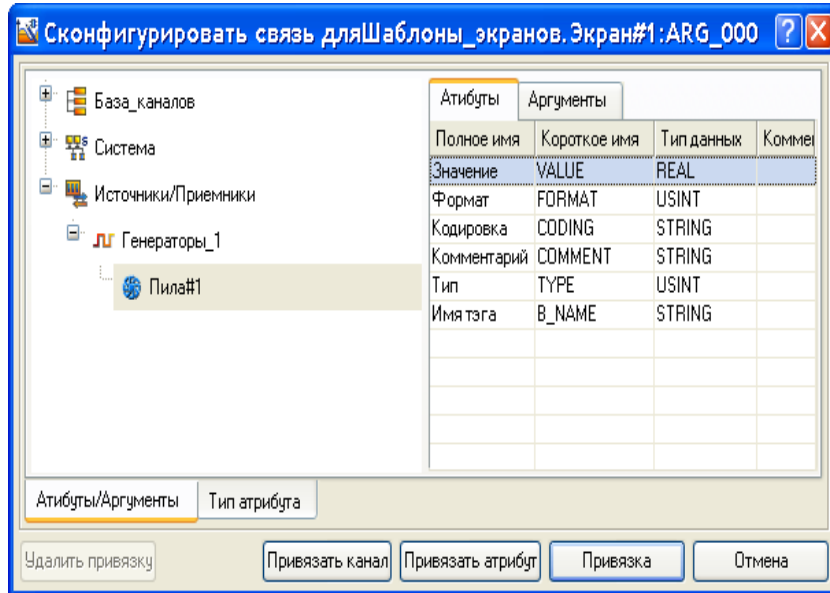 Сконфигурировать связь дляШаблоны_экранов.Экран#1:ARG_000
База_каналов
Система
Источники/Приемники
Генераторы_1
Пила#1
Атибуты Аргументы
Полное имя Короткое имя Тип данных Коммен
Значение VALUE REAL
Формат FORMAT USINT
Кодировка CODING STRING
Комментарий COMMENT STRING
Тип TYPE USINT
Имя тэга B_NAME STRING
Атибуты/Аргументы Тип атрибута
Удалить привязку Привязать канал Привязать атрибут Привязка Отмена